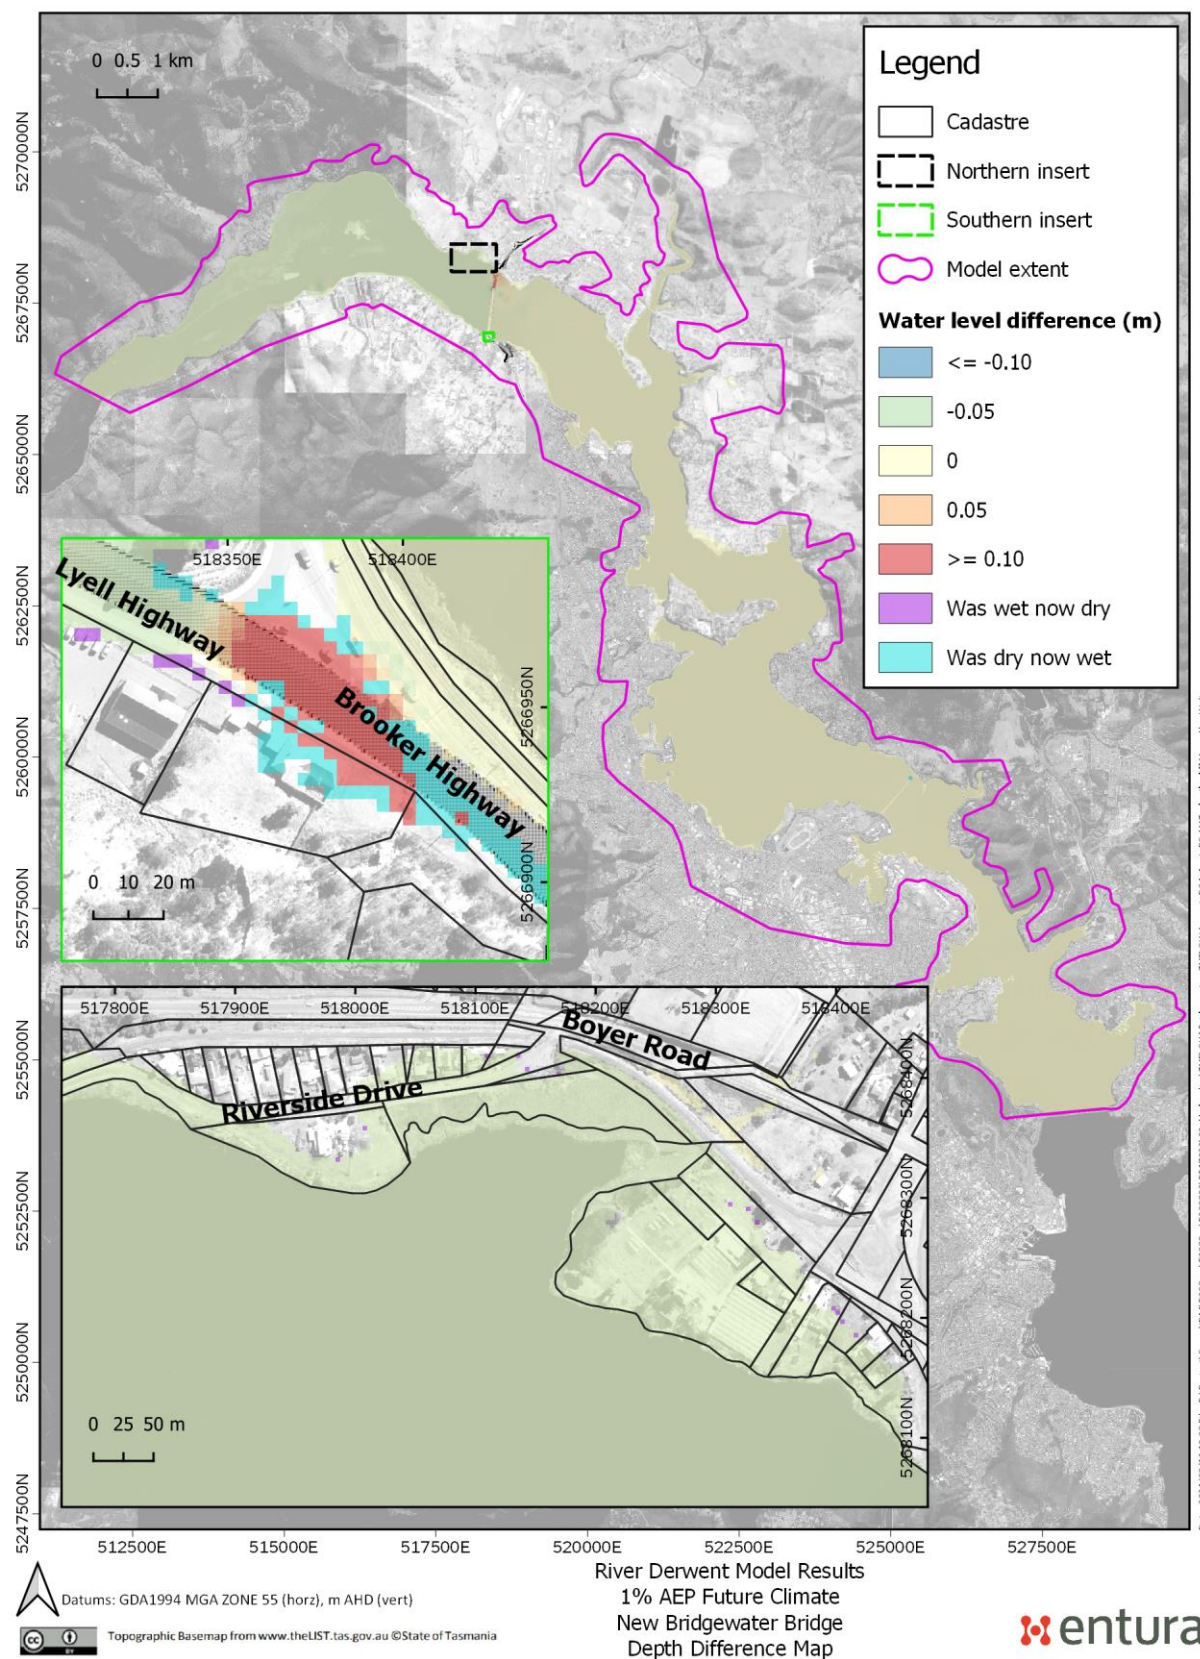 0 0.5 1 km
Legend
Cadastre
Northern insert
Southern insert
Model extent
Water level difference (m)
<= -0.10
-0.05
0
0.05
>= 0.10
Was wet now dry
Was dry now wet
5270000N
5267500N
5265000N
5262500N
5260000N
5257500N
5255000N
5252500N
5250000N
5247500N
518350E
518400E
Lyell Highway
Brooker Highway
5266950N
5266900N
0 10 20 m
517800E
517900E
518000E
518100E
518200E
518300E
518400E
Boyer Road
Riverside Drive
5268400N
5268300N
5268200N
5268100N
0 25 50 m
512500E
515000E
517500E
520000E
522500E
525000E
527500E
Datums: GDA1994 MGA ZONE 55 (horz), m AHD (vert)
cc
BY
Topographic Basemap from www.theLIST.tas.gov.au ©State of Tasmania
River Derwent Model Results
1% AEP Future Climate
New Bridgewater Bridge
Depth Difference Map
entura